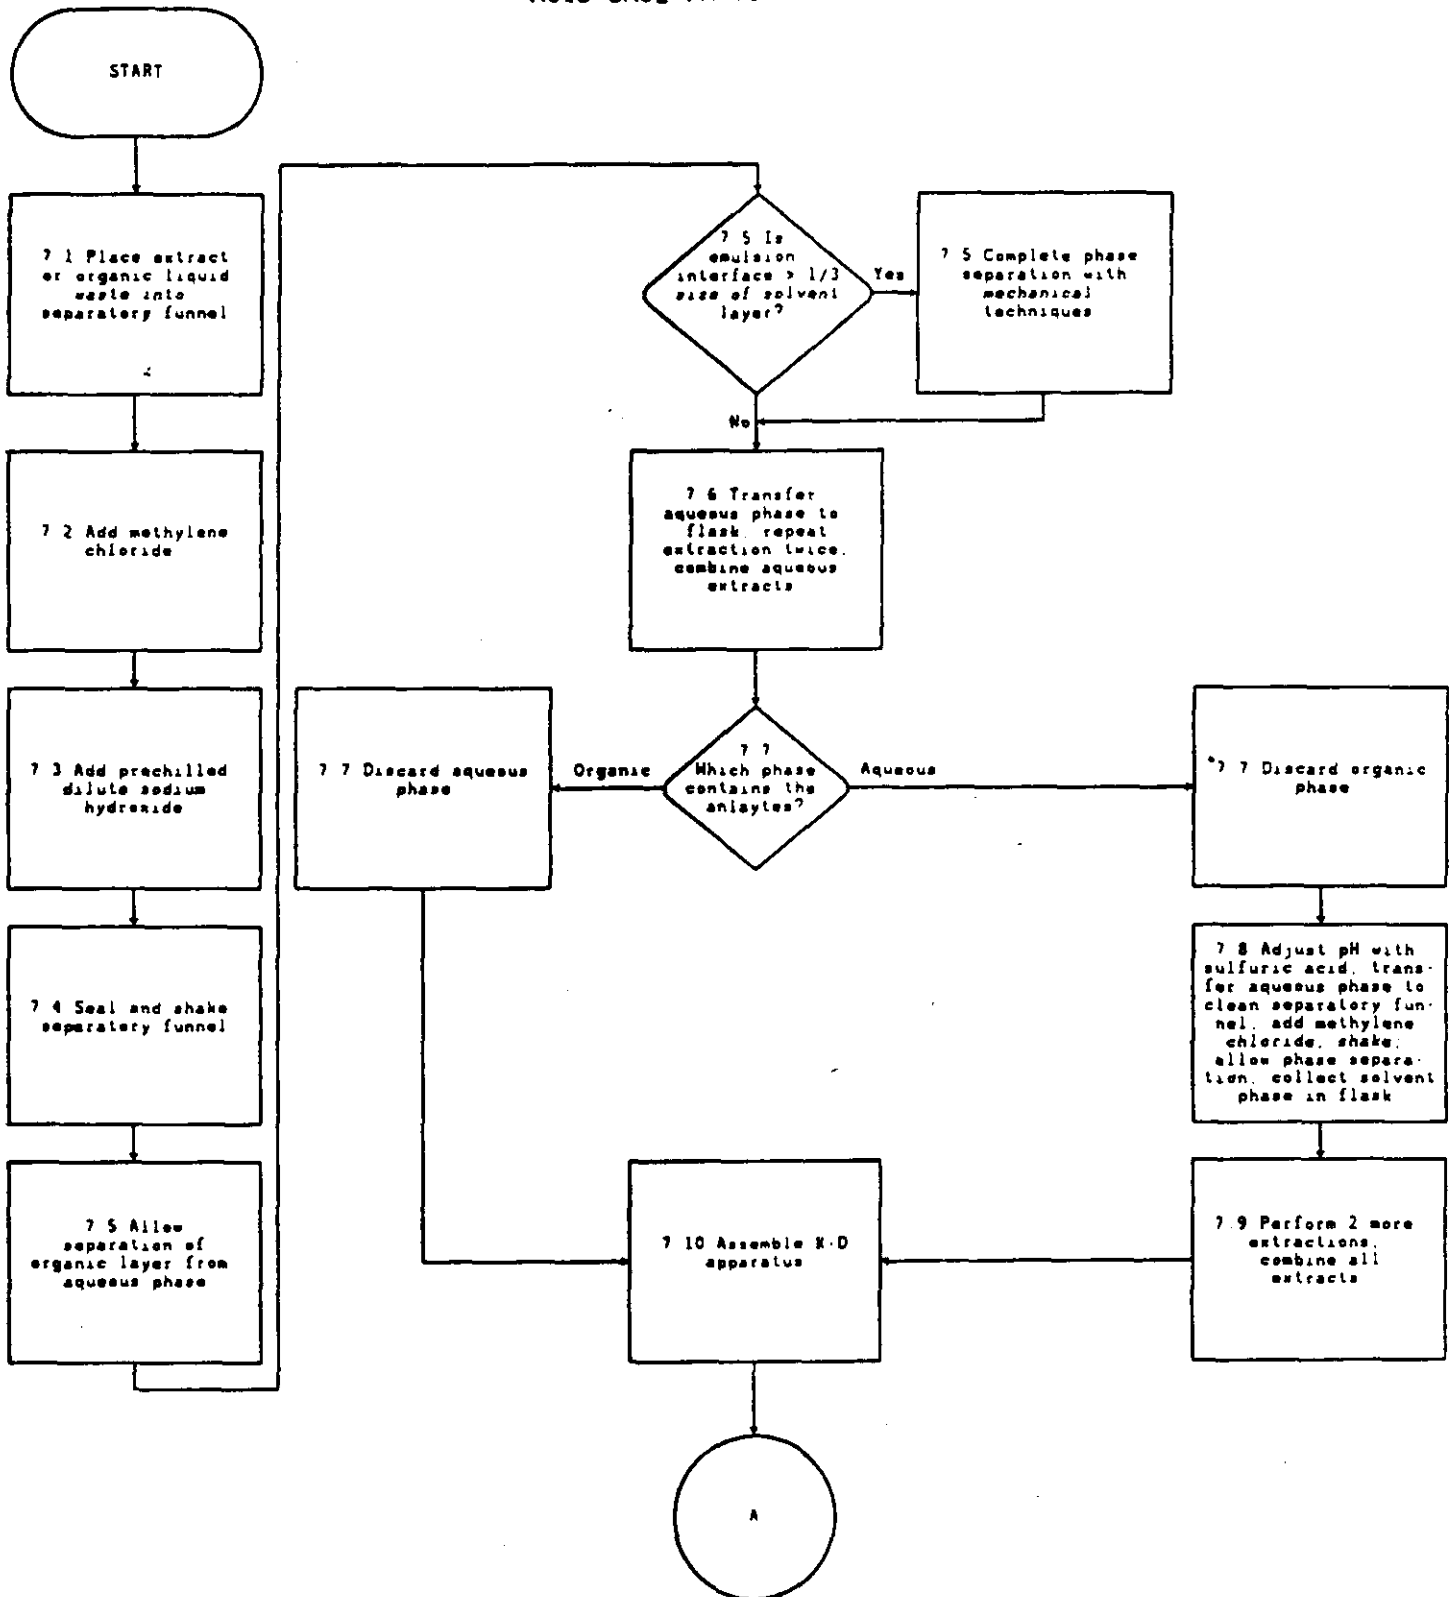 START
7 1 Place extract
or organic liquid
waste into
separatory funnel
7 2 Add methylene
chloride
7 3 Add prechilled
dilute sodium
hydroxide
7 4 Seal and shake
separatory funnel
7 5 Allow
separation of
organic layer from
aqueous phase
7 5 Is
emulsion
interface > 1/3
size of solvent
layer?
Yes
7 5 Complete phase
separation with
mechanical
techniques
No
7 6 Transfer
aqueous phase to
flask, repeat
extraction twice,
combine aqueous
extracts
7 7
Which phase
contains the
anlaytes?
Organic
7 7 Discard aqueous
phase
Aqueous
7 7 Discard organic
phase
7 8 Adjust pH with
sulfuric acid, trans-
fer aqueous phase to
clean separatory fun-
nel, add methylene
chloride, shake,
allow phase separa-
tion, collect solvent
phase in flask
7 9 Perform 2 more
extractions,
combine all
extracts
7 10 Assemble K-D
apparatus
A